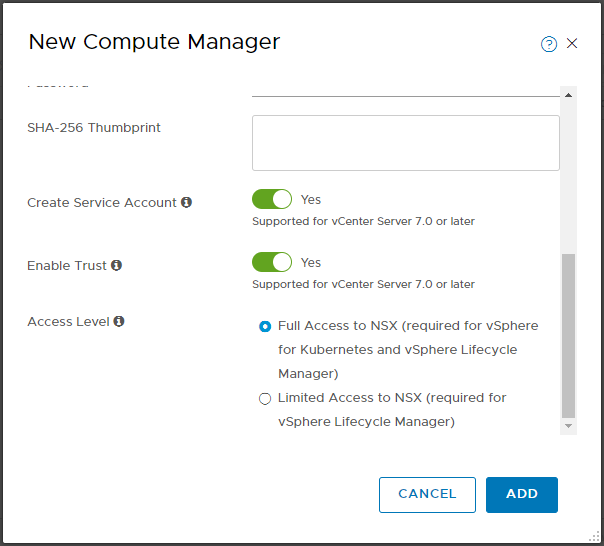 New Compute Manager
Password
SHA-256 Thumbprint
Create Service Account
Yes
Supported for vCenter Server 7.0 or later
Enable Trust
Yes
Supported for vCenter Server 7.0 or later
Access Level
Full Access to NSX (required for vSphere
for Kubernetes and vSphere Lifecycle
Manager)
Limited Access to NSX (required for
vSphere Lifecycle Manager)
CANCEL
ADD